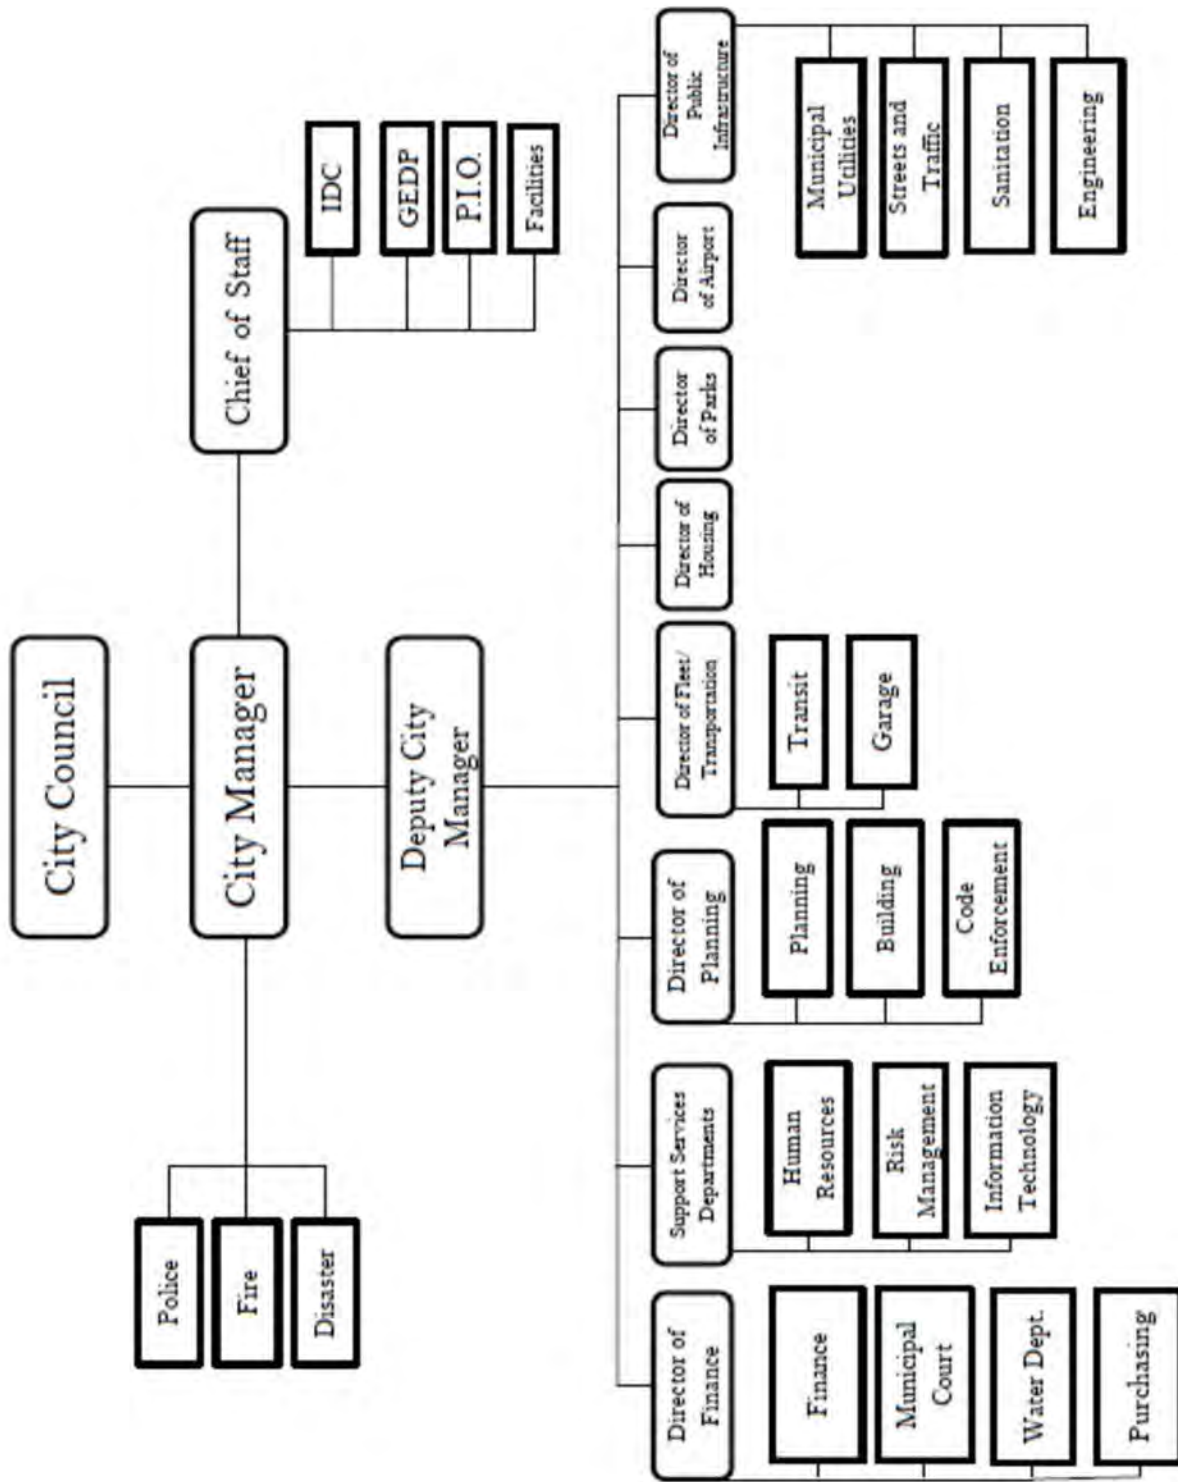 City Council
City Manager
Chief of Staff
IDC
GEDP
P.I.O.
Facilities
Police
Fire
Disaster
Deputy City
Manager
Director of
Finance
Finance
Municipal
Court
Water Dept.
Purchasing
Support Services
Departments
Human
Resources
Risk
Management
Information
Technology
Director of
Planning
Planning
Building
Code
Enforcement
Director of Fleet/
Transportation
Transit
Garage
Director of
Housing
Director
of Parks
Director
of Airport
Director of
Public
Infrastructure
Municipal
Utilities
Streets and
Traffic
Sanitation
Engineering